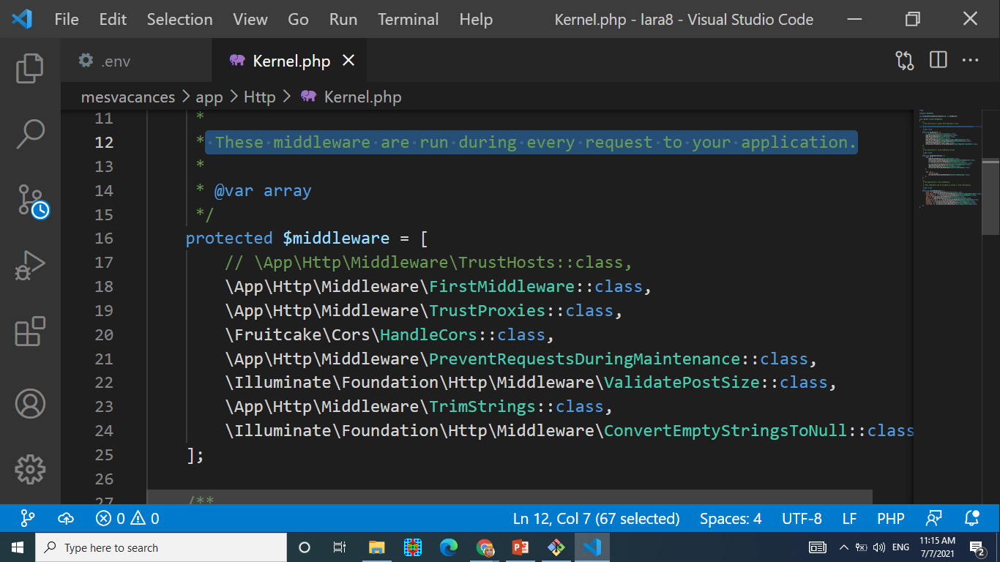 File Edit Selection View Go Run Terminal Help Kernel.php - lara8 - Visual Studio Code
.env Kernel.php
mesvacances > app > Http > Kernel.php
11 *
12 * These middleware are run during every request to your application.
13 *
14 * @var array
15 */
16 protected $middleware = [
17 // \App\Http\Middleware\TrustHosts::class,
18 \App\Http\Middleware\FirstMiddleware::class,
19 \App\Http\Middleware\TrustProxies::class,
20 \Fruitcake\Cors\HandleCors::class,
21 \App\Http\Middleware\PreventRequestsDuringMaintenance::class,
22 \Illuminate\Foundation\Http\Middleware\ValidatePostSize::class,
23 \App\Http\Middleware\TrimStrings::class,
24 \Illuminate\Foundation\Http\Middleware\ConvertEmptyStringsToNull::class
25 ];
26
27 /**
0 0 Ln 12, Col 7 (67 selected) Spaces: 4 UTF-8 LF PHP
Type here to search ENG 11:15 AM
7/7/2021 2